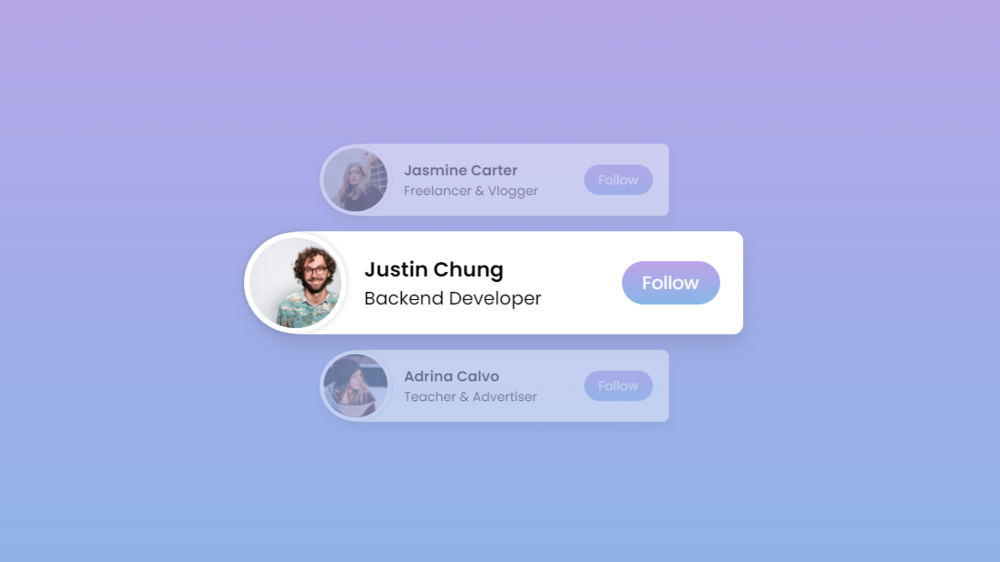 Jasmine Carter
Freelancer & Vlogger
Follow
Justin Chung
Backend Developer
Follow
Adrina Calvo
Teacher & Advertiser
Follow